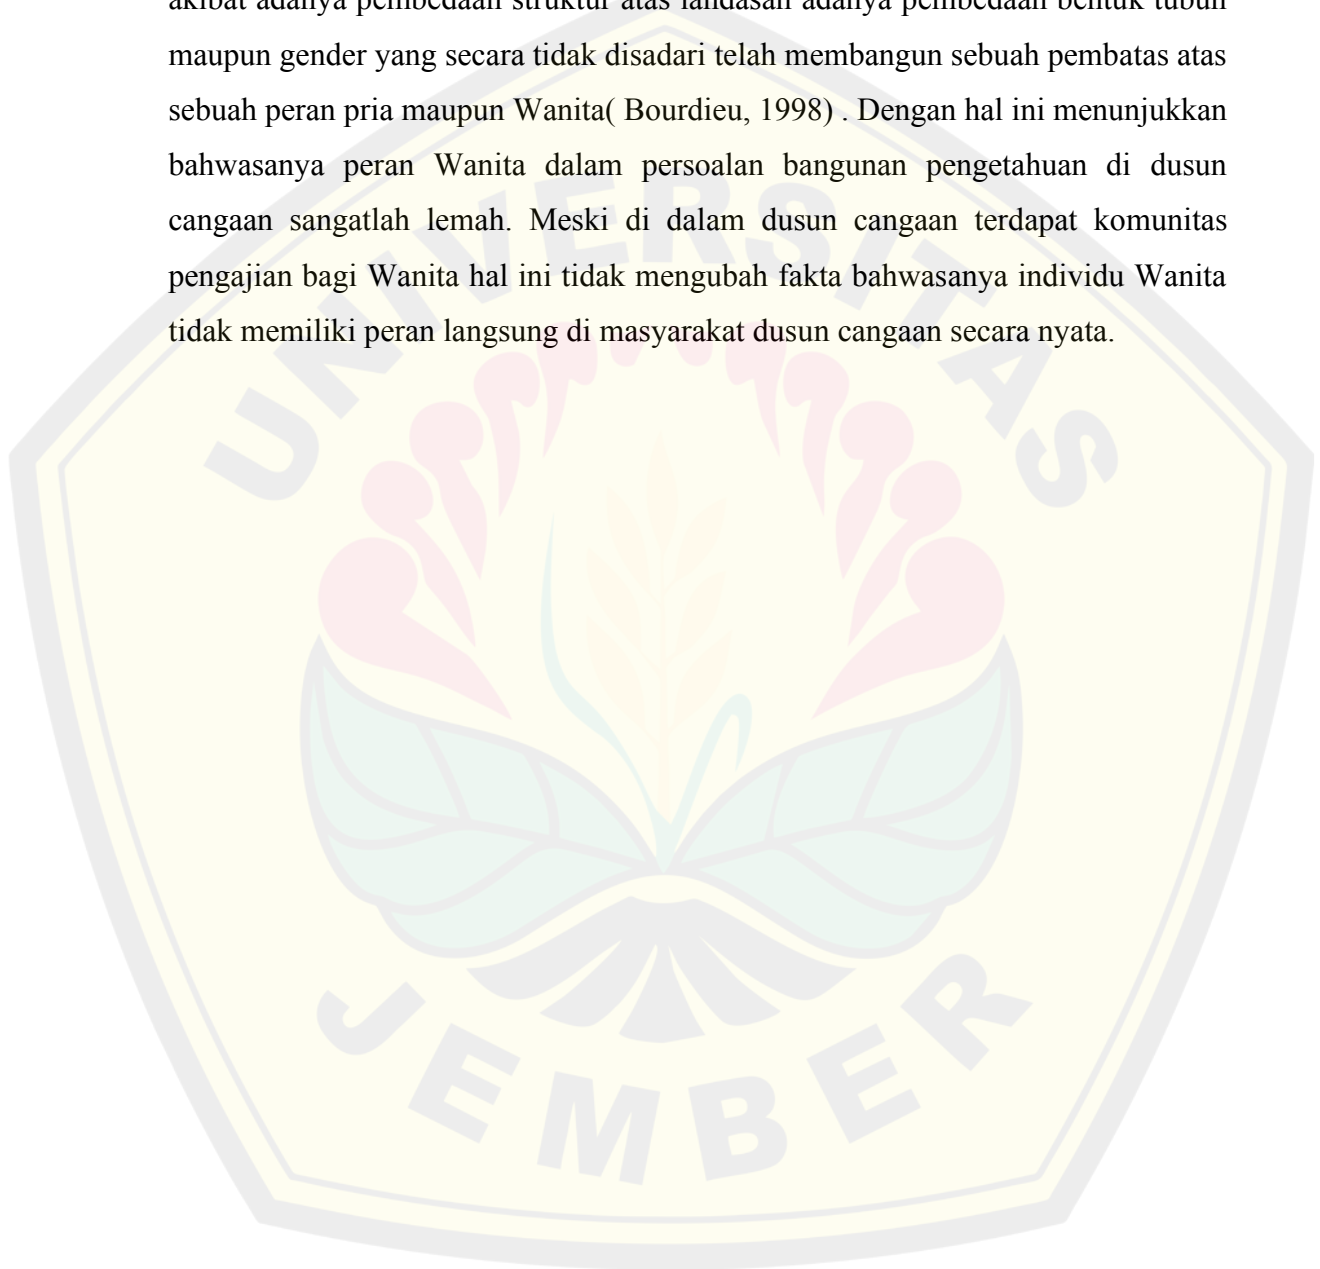 akibat adanya pembedaan struktur atas landasan adanya pembedaan bentuk tubuh
maupun gender yang secara tidak disadari telah membangun sebuah pembatas atas
sebuah peran pria maupun Wanita( Bourdieu, 1998) . Dengan hal ini menunjukkan
bahwasanya peran Wanita dalam persoalan bangunan pengetahuan di dusun
cangaan sangatlah lemah. Meski di dalam dusun cangaan terdapat komunitas
pengajian bagi Wanita hal ini tidak mengubah fakta bahwasanya individu Wanita
tidak memiliki peran langsung di masyarakat dusun cangaan secara nyata.
UNIVERSITAS
JEMBER